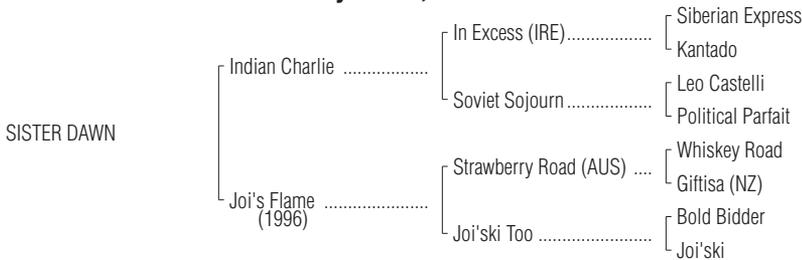 Siberian Express
In Excess (IRE)..................
Kantado
Indian Charlie ..................
Leo Castelli
Soviet Sojourn..................
Political Parfait
SISTER DAWN
Whiskey Road
Strawberry Road (AUS) ....
Giftisa (NZ)
Joi's Flame ......................
(1996)
Bold Bidder
Joi'ski Too ........................
Joi'ski